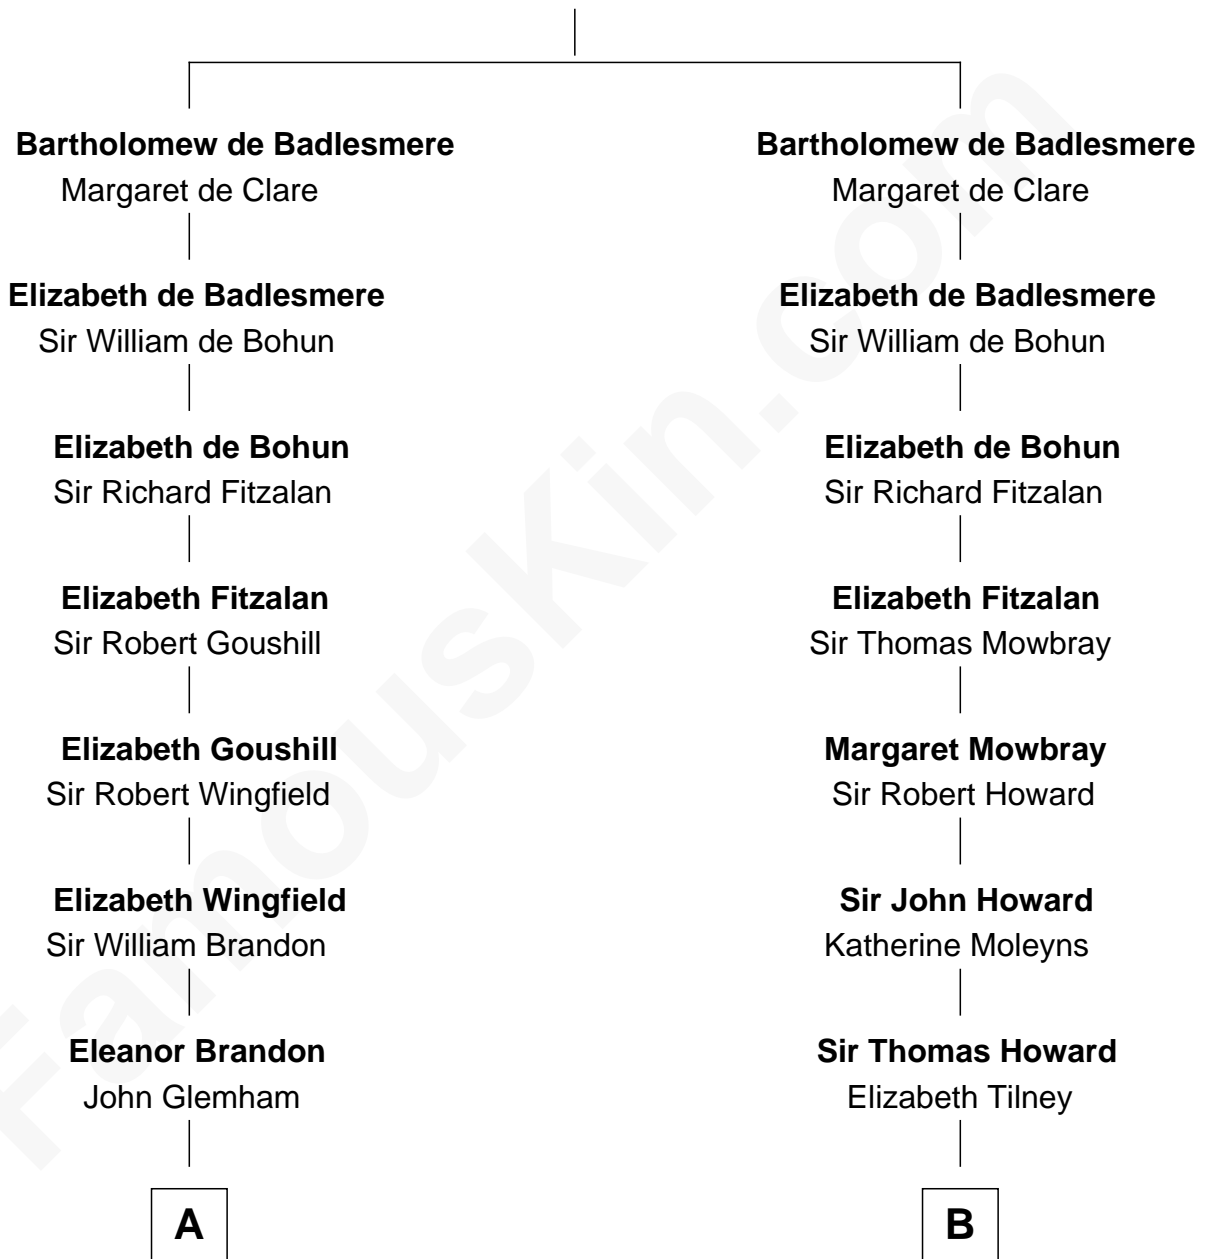 Bartholomew de Badlesmere
Margaret de Clare
Elizabeth de Badlesmere
Sir William de Bohun
Elizabeth de Bohun
Sir Richard Fitzalan
Elizabeth Fitzalan
Sir Robert Goushill
Elizabeth Goushill
Sir Robert Wingfield
Elizabeth Wingfield
Sir William Brandon
Eleanor Brandon
John Glemham
A
Bartholomew de Badlesmere
Margaret de Clare
Elizabeth de Badlesmere
Sir William de Bohun
Elizabeth de Bohun
Sir Richard Fitzalan
Elizabeth Fitzalan
Sir Thomas Mowbray
Margaret Mowbray
Sir Robert Howard
Sir John Howard
Katherine Moleyns
Sir Thomas Howard
Elizabeth Tilney
B
FamousKin.com